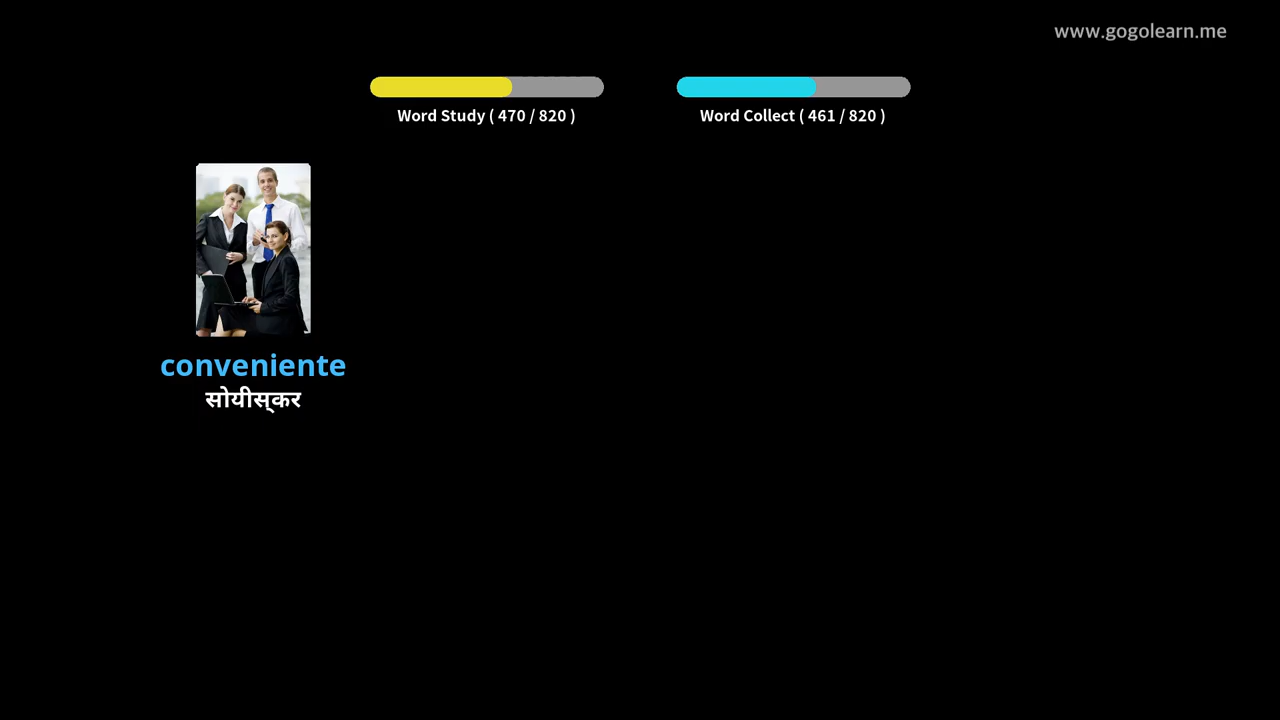 www.gogolearn.me
Word Study ( 470 / 820 )
Word Collect ( 461 / 820 )
conveniente
सोयीस्‌कर